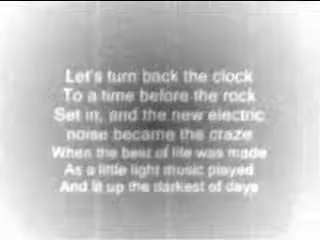 Let's turn back the clock
To a time before the rock
Set in, and the new electric
noise became the craze
When the best of life was made
As a little light music played
And lit up the darkest of days